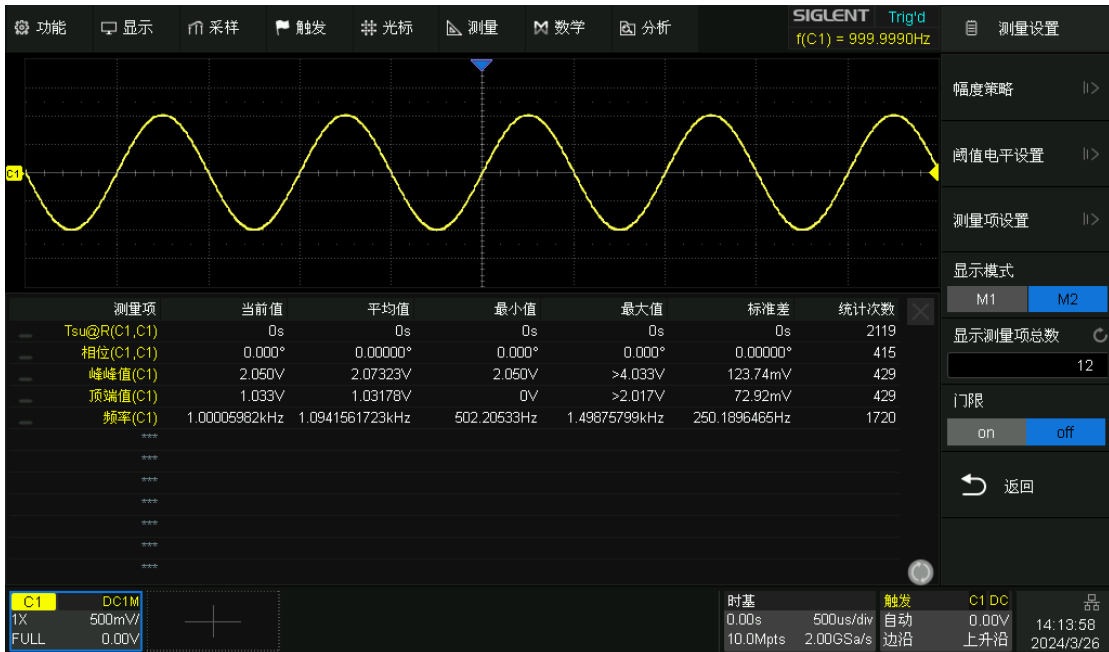 功能 显示 采样 触发 光标 测量 数学 分析 SIGLENT Trig'd 测量设置
f(C1) = 999.9990Hz
幅度策略
阈值电平设置
测量项设置
显示模式
M1 M2
显示测量项总数
12
门限
on off
返回
C1
测量项 当前值 平均值 最小值 最大值 标准差 统计次数
Tsu@R(C1,C1) 0s 0s 0s 0s 0s 2119
相位(C1,C1) 0.000° 0.00000° 0.000° 0.000° 0.00000° 415
峰峰值(C1) 2.050V 2.07323V 2.050V >4.033V 123.74mV 429
顶端值(C1) 1.033V 1.03178V 0V >2.017V 72.92mV 429
频率(C1) 1.00005982kHz 1.0941561723kHz 502.20533Hz 1.49875799kHz 250.1896465Hz 1720
***
***
***
***
***
***
***
C1 DC1M
1X 500mV/
FULL 0.00V
时基
0.00s 500us/div
10.0Mpts 2.00GSa/s
触发 C1 DC
自动 0.00V
边沿 上升沿
14:13:58
2024/3/26